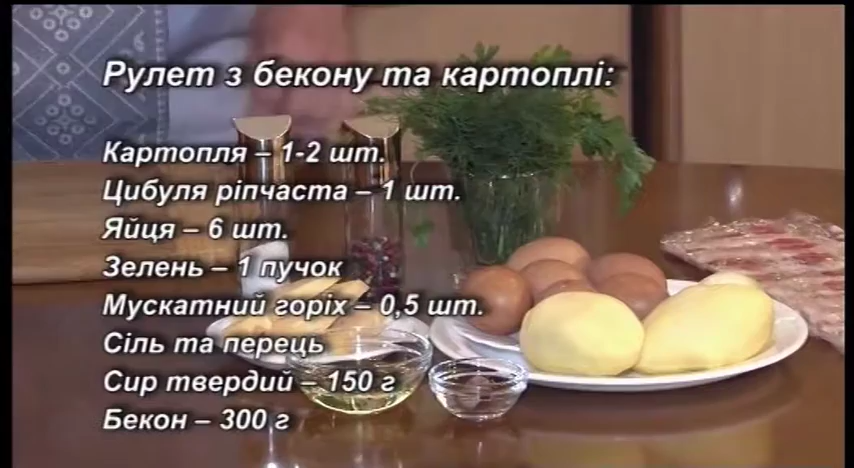 Рулет з бекону та картоплі:
Картопля – 1-2 шт.
Цибуля ріпчаста – 1 шт.
Яйця – 6 шт.
Зелень – 1 пучок
Мускатний горіх – 0,5 шт.
Сіль та перець
Сир твердий – 150 г
Бекон – 300 г